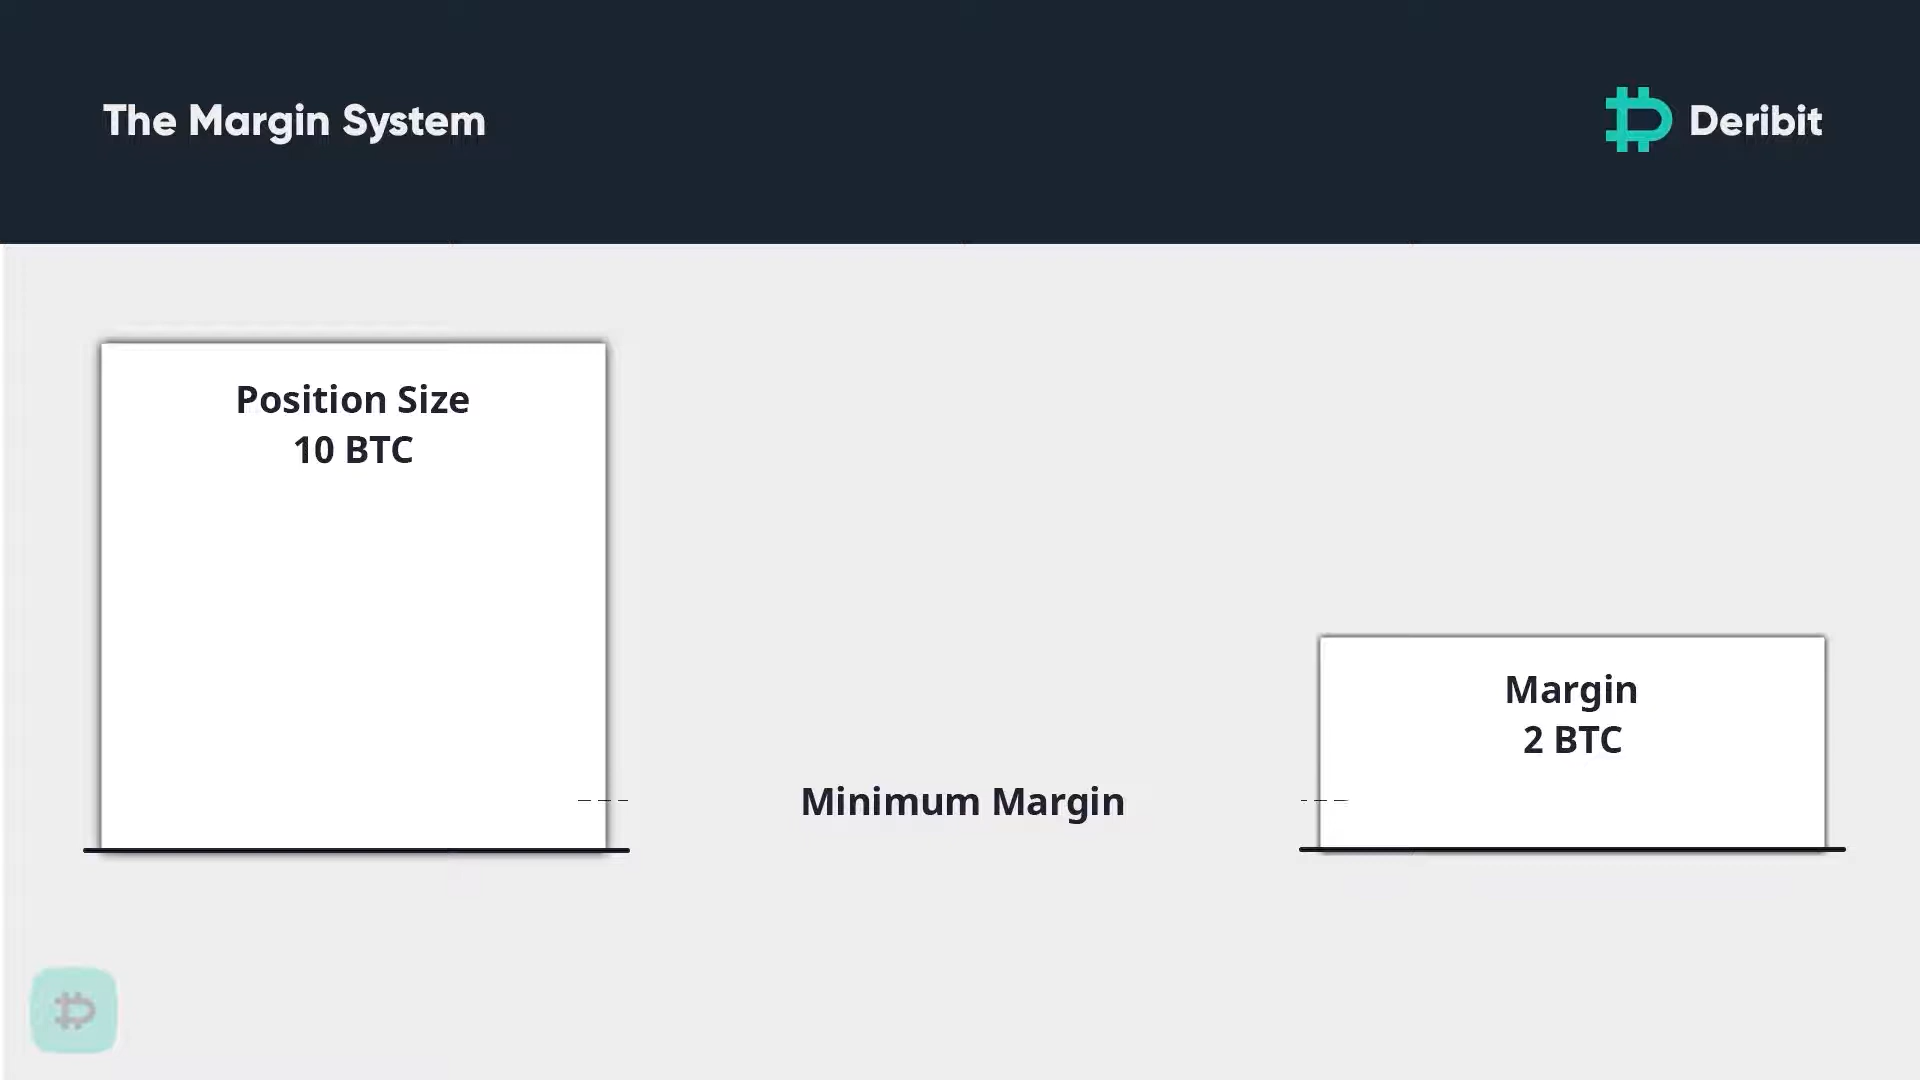 The Margin System
Deribit
Position Size
10 BTC
Margin
2 BTC
Minimum Margin